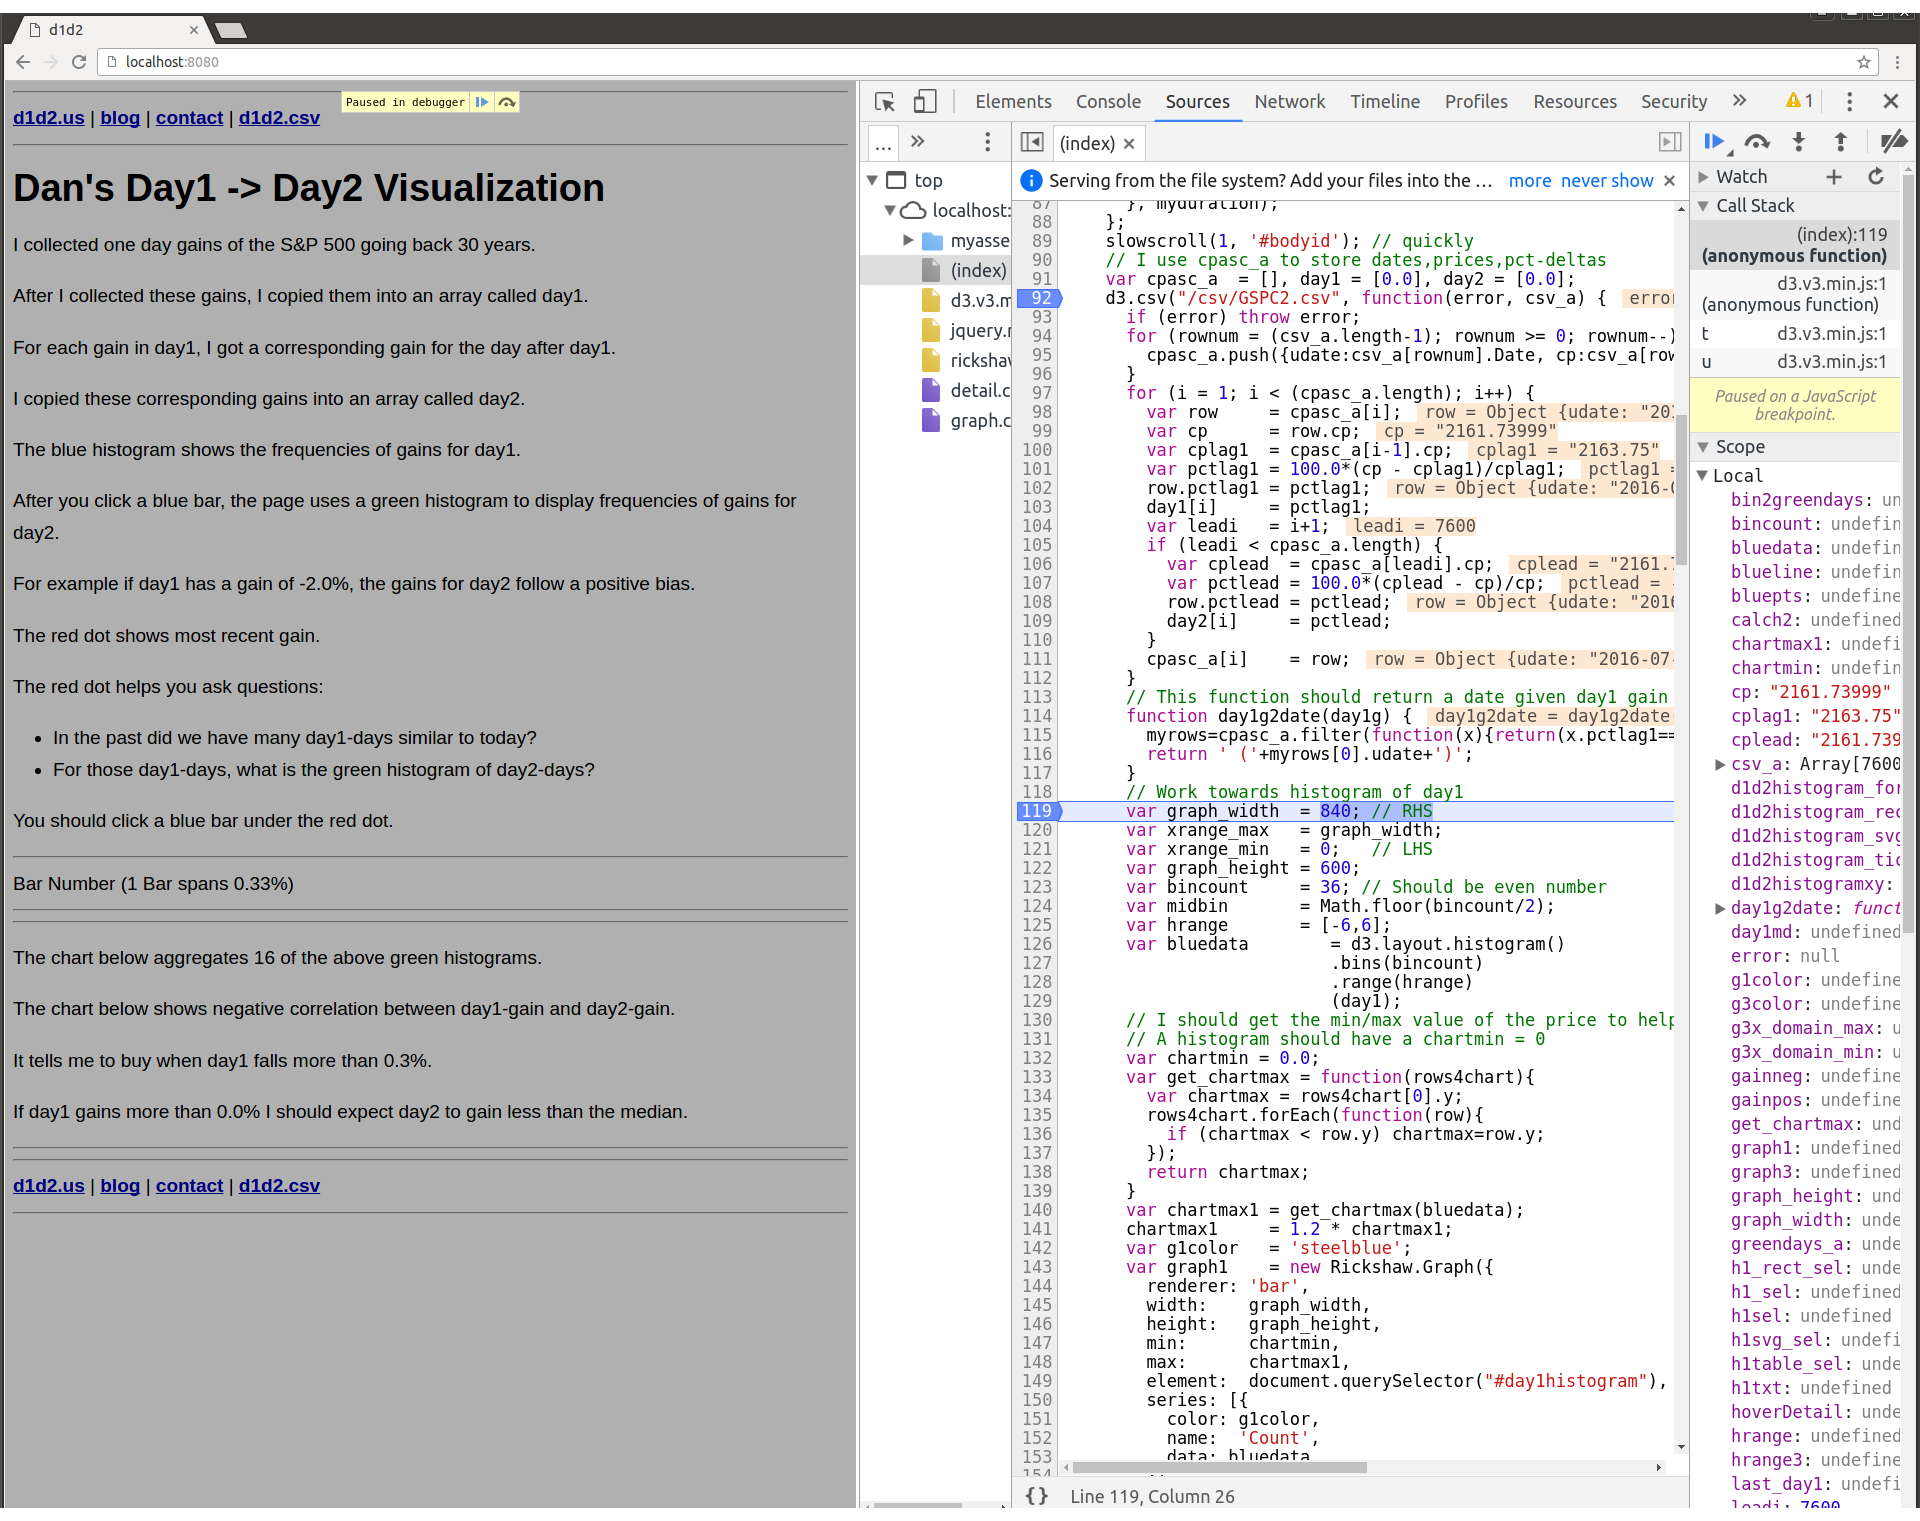 d1d2
localhost:8080
Paused in debugger
d1d2.us | blog | contact | d1d2.csv
Dan's Day1 -> Day2 Visualization
I collected one day gains of the S&P 500 going back 30 years.
After I collected these gains, I copied them into an array called day1.
For each gain in day1, I got a corresponding gain for the day after day1.
I copied these corresponding gains into an array called day2.
The blue histogram shows the frequencies of gains for day1.
After you click a blue bar, the page uses a green histogram to display frequencies of gains for
day2.
For example if day1 has a gain of -2.0%, the gains for day2 follow a positive bias.
The red dot shows most recent gain.
The red dot helps you ask questions:
• In the past did we have many day1-days similar to today?
• For those day1-days, what is the green histogram of day2-days?
You should click a blue bar under the red dot.
Bar Number (1 Bar spans 0.33%)
The chart below aggregates 16 of the above green histograms.
The chart below shows negative correlation between day1-gain and day2-gain.
It tells me to buy when day1 falls more than 0.3%.
If day1 gains more than 0.0% I should expect day2 to gain less than the median.
d1d2.us | blog | contact | d1d2.csv
Elements Console Sources Network Timeline Profiles Resources Security » 1
... »
top
localhost:
myasse
(index)
d3.v3.m
jquery.r
rickshaw
detail.c
graph.c
(index) ×
Serving from the file system? Add your files into the ... more never show ×
87 }, myduration);
88 };
89 slowscroll(1, '#bodyid'); // quickly
90 // I use cpasc_a to store dates,prices,pct-deltas
91 var cpasc_a = [], day1 = [0.0], day2 = [0.0];
92 d3.csv("/csv/GSPC2.csv", function(error, csv_a) { erro
93 if (error) throw error;
94 for (rownum = (csv_a.length-1); rownum >= 0; rownum--)
95 cpasc_a.push({udate:csv_a[rownum].Date, cp:csv_a[row
96 }
97 for (i = 1; i < (cpasc_a.length); i++) {
98 var row = cpasc_a[i]; row = Object {udate: "201
99 var cp = row.cp; cp = "2161.73999"
100 var cplag1 = cpasc_a[i-1].cp; cplag1 = "2163.75"
101 var pctlag1 = 100.0*(cp - cplag1)/cplag1; pctlag1 =
102 row.pctlag1 = pctlag1; row = Object {udate: "2016-0
103 day1[i] = pctlag1;
104 var leadi = i+1; leadi = 7600
105 if (leadi < cpasc_a.length) {
106 var cplead = cpasc_a[leadi].cp; cplead = "2161.7
107 var pctlead = 100.0*(cplead - cp)/cp; pctlead = -
108 row.pctlead = pctlead; row = Object {udate: "2016
109 day2[i] = pctlead;
110 }
111 cpasc_a[i] = row; row = Object {udate: "2016-07-
112 }
113 // This function should return a date given day1 gain
114 function day1g2date(day1g) { day1g2date = day1g2date
115 myrows=cpasc_a.filter(function(x){return(x.pctlag1==
116 return ' ('+myrows[0].udate+')';
117 }
118 // Work towards histogram of day1
119 var graph_width = 840; // RHS
120 var xrange_max = graph_width;
121 var xrange_min = 0; // LHS
122 var graph_height = 600;
123 var bincount = 36; // Should be even number
124 var midbin = Math.floor(bincount/2);
125 var hrange = [-6,6];
126 var bluedata = d3.layout.histogram()
127 .bins(bincount)
128 .range(hrange)
129 (day1);
130 // I should get the min/max value of the price to help
131 // A histogram should have a chartmin = 0
132 var chartmin = 0.0;
133 var get_chartmax = function(rows4chart){
134 var chartmax = rows4chart[0].y;
135 rows4chart.forEach(function(row){
136 if (chartmax < row.y) chartmax=row.y;
137 });
138 return chartmax;
139 }
140 var chartmax1 = get_chartmax(bluedata);
141 chartmax1 = 1.2 * chartmax1;
142 var g1color = 'steelblue';
143 var graph1 = new Rickshaw.Graph({
144 renderer: 'bar',
145 width: graph_width,
146 height: graph_height,
147 min: chartmin,
148 max: chartmax1,
149 element: document.querySelector("#day1histogram"),
150 series: [{
151 color: g1color,
152 name: 'Count',
153 data: bluedata
154
{} Line 119, Column 26
Watch
Call Stack
(index):119
(anonymous function)
d3.v3.min.js:1
(anonymous function)
t d3.v3.min.js:1
u d3.v3.min.js:1
Paused on a JavaScript
breakpoint.
Scope
Local
bin2greendays: un
bincount: undefin
bluedata: undefin
blueline: undefin
bluepts: undefine
calch2: undefined
chartmax1: undefi
chartmin: undefin
cp: "2161.73999"
cplag1: "2163.75"
cplead: "2161.739
csv_a: Array[7600
d1d2histogram_for
d1d2histogram_rec
d1d2histogram_svg
d1d2histogram_tic
d1d2histogramxy:
day1g2date: funct
day1md: undefined
error: null
g1color: undefine
g3color: undefine
g3x_domain_max: u
g3x_domain_min: u
gainneg: undefine
gainpos: undefine
get_chartmax: und
graph1: undefined
graph3: undefined
graph_height: und
graph_width: unde
greendays_a: unde
h1_rect_sel: unde
h1_sel: undefined
h1sel: undefined
h1svg_sel: undefi
h1table_sel: unde
h1txt: undefined
hoverDetail: unde
hrange: undefined
hrange3: undefine
last_day1: undefi
leadi: 7600